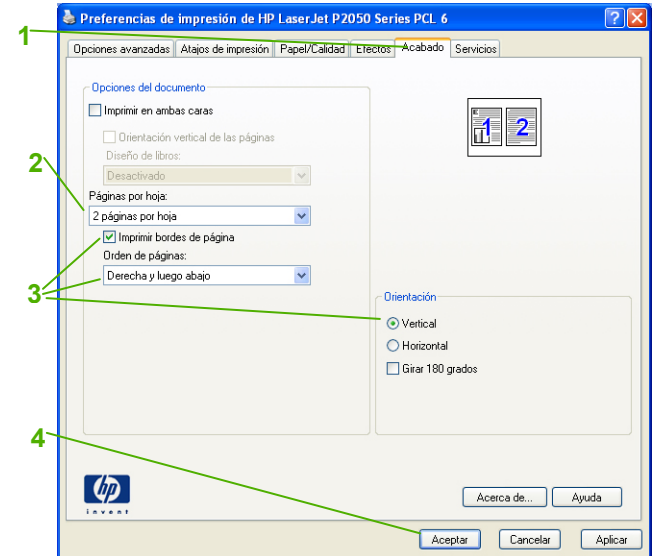 Preferencias de impresión de HP LaserJet P2050 Series PCL 6
1
Opciones avanzadas Atajos de impresión Papel/Calidad Efectos Acabado Servicios
Opciones del documento
Imprimir en ambas caras
Orientación vertical de las páginas
Diseño de libros:
Desactivado
1 2
2
Páginas por hoja:
2 páginas por hoja
Imprimir bordes de página
Orden de páginas:
Derecha y luego abajo
3
Orientación
Vertical
Horizontal
Girar 180 grados
4
hp
invent
Acerca de... Ayuda
Aceptar Cancelar Aplicar